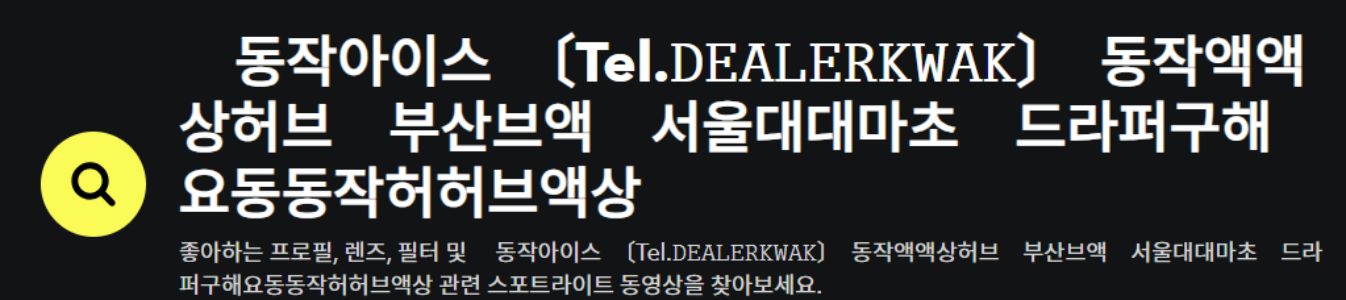 동작아이스 〔Tel.DEALERKWAK〕 동작액액
상허브 부산브액 서울대대마초 드라퍼구해
요동동작허허브액상
좋아하는 프로필, 렌즈, 필터 및 동작아이스 〔Tel.DEALERKWAK〕 동작액액상허브 부산브액 서울대대마초 드라
퍼구해요동동작허허브액상 관련 스포트라이트 동영상을 찾아보세요.